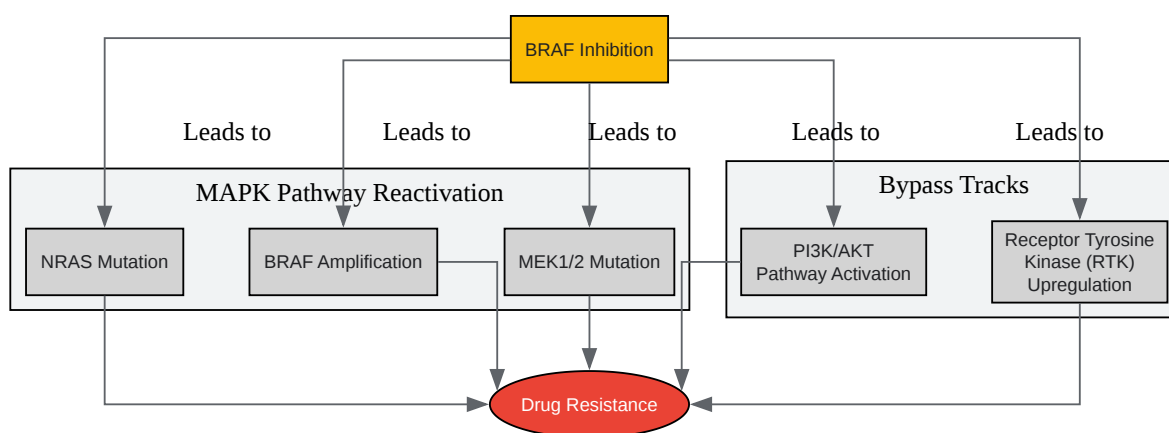 BRAF Inhibition
Leads to
Leads to
Leads to
Leads to
Leads to
MAPK Pathway Reactivation
Bypass Tracks
NRAS Mutation
BRAF Amplification
MEK1/2 Mutation
PI3K/AKT
Pathway Activation
Receptor Tyrosine
Kinase (RTK)
Upregulation
Drug Resistance